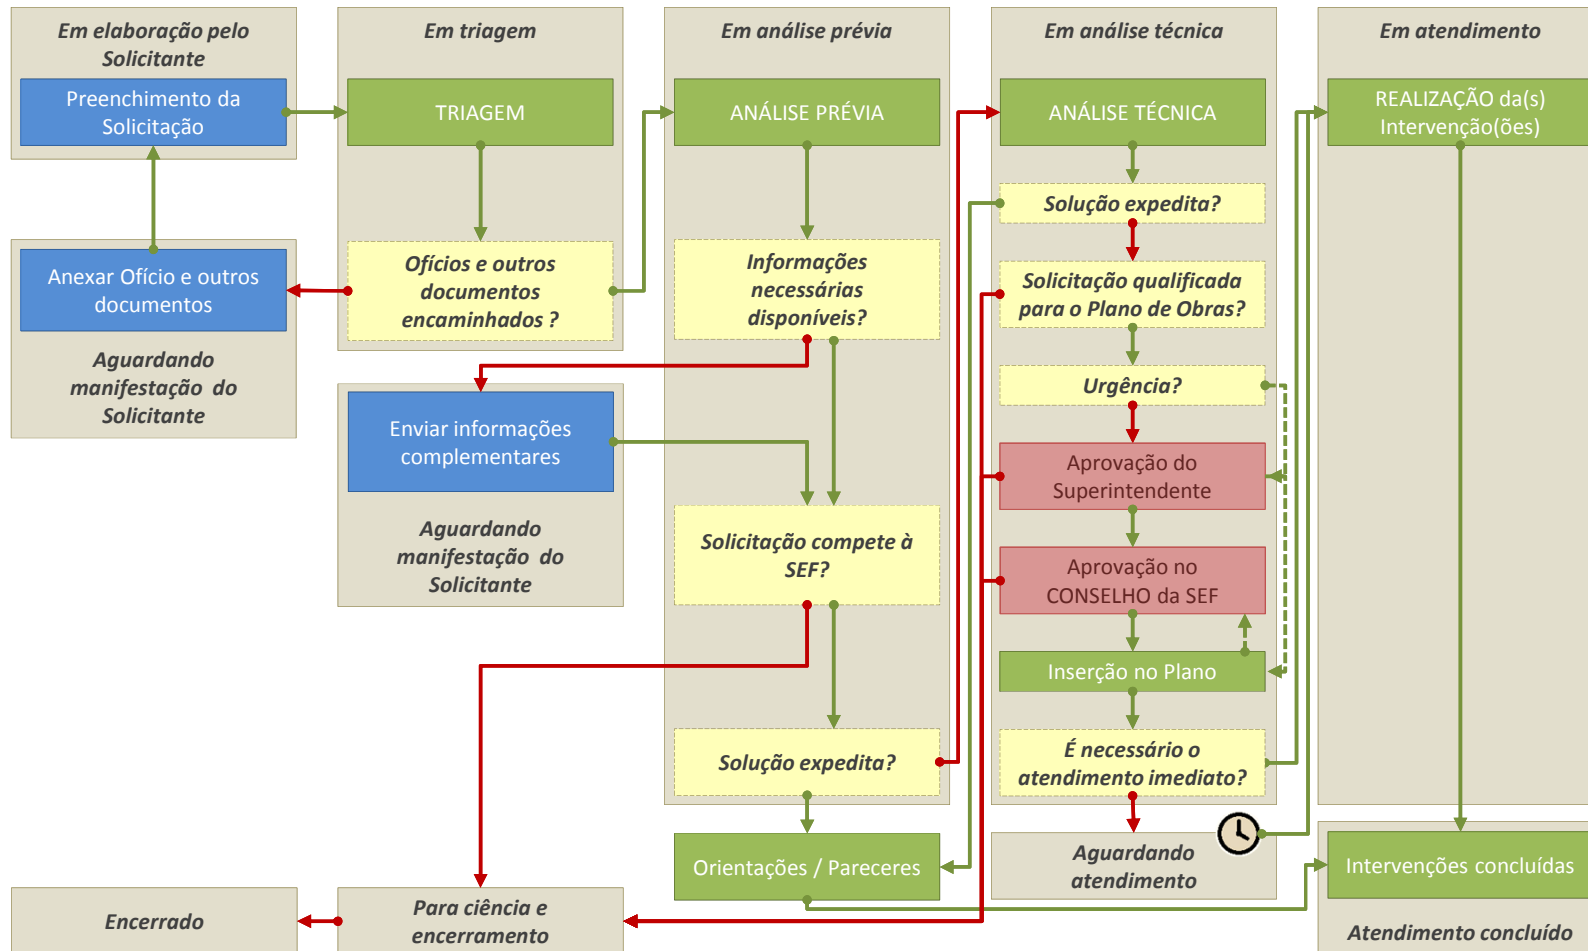 Em elaboração pelo
Solicitante
Preenchimento da
Solicitação
Anexar Ofício e outros
documentos
Aguardando
manifestação do
Solicitante
Em triagem
TRIAGEM
Ofícios e outros
documentos
encaminhados ?
Enviar informações
complementares
Aguardando
manifestação do
Solicitante
Em análise prévia
ANÁLISE PRÉVIA
Informações
necessárias
disponíveis?
Solicitação compete à
SEF?
Solução expedita?
Orientações / Pareceres
Em análise técnica
ANÁLISE TÉCNICA
Solução expedita?
Solicitação qualificada
para o Plano de Obras?
Urgência?
Aprovação do
Superintendente
Aprovação no
CONSELHO da SEF
Inserção no Plano
É necessário o
atendimento imediato?
Aguardando
atendimento
Em atendimento
REALIZAÇÃO da(s)
Intervenção(ões)
Intervenções concluídas
Atendimento concluído
Para ciência e
encerramento
Encerrado